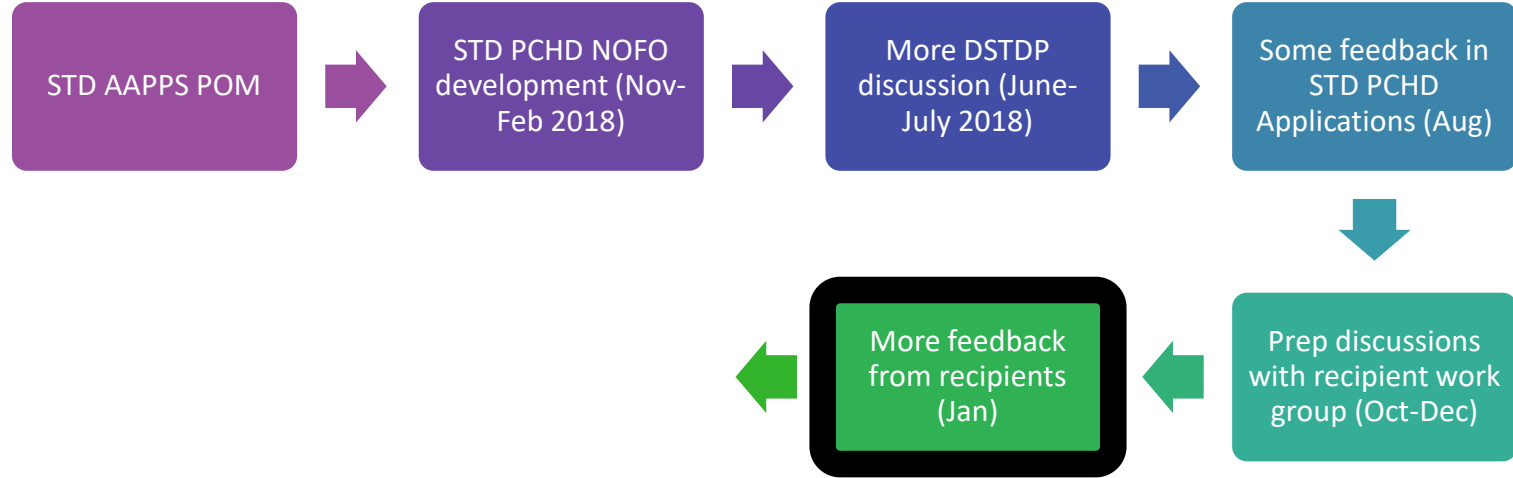 STD AAPPS POM
STD PCHD NOFO
development (Nov-
Feb 2018)
More DSTDP
discussion (June-
July 2018)
Some feedback in
STD PCHD
Applications (Aug)
Prep discussions
with recipient work
group (Oct-Dec)
More feedback
from recipients
(Jan)